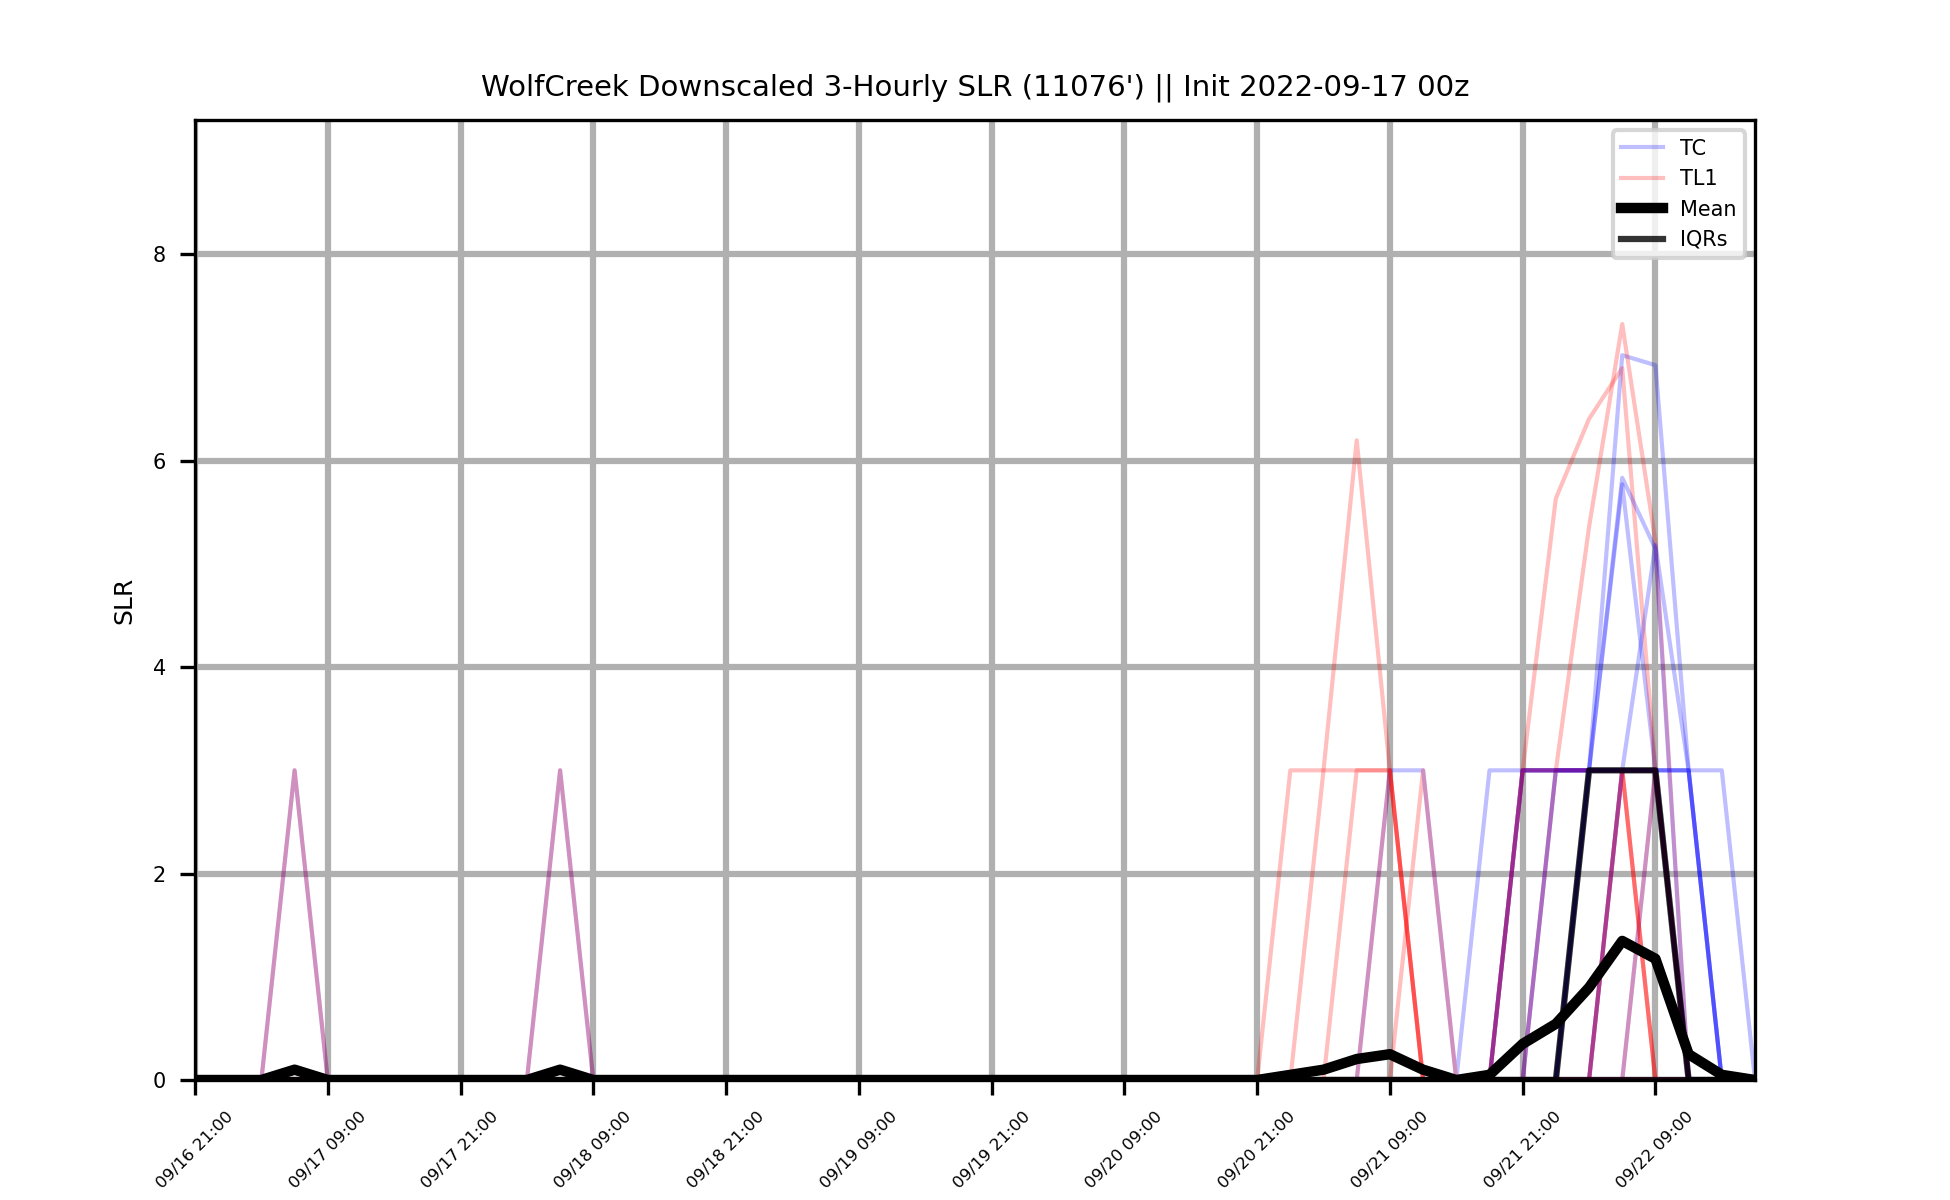 WolfCreek Downscaled 3-Hourly SLR (11076') || Init 2022-09-17 00z
TC
TL1
Mean
IQRs
SLR
8
6
4
2
0
09/16 21:00
09/17 09:00
09/17 21:00
09/18 09:00
09/18 21:00
09/19 09:00
09/19 21:00
09/20 09:00
09/20 21:00
09/21 09:00
09/21 21:00
09/22 09:00